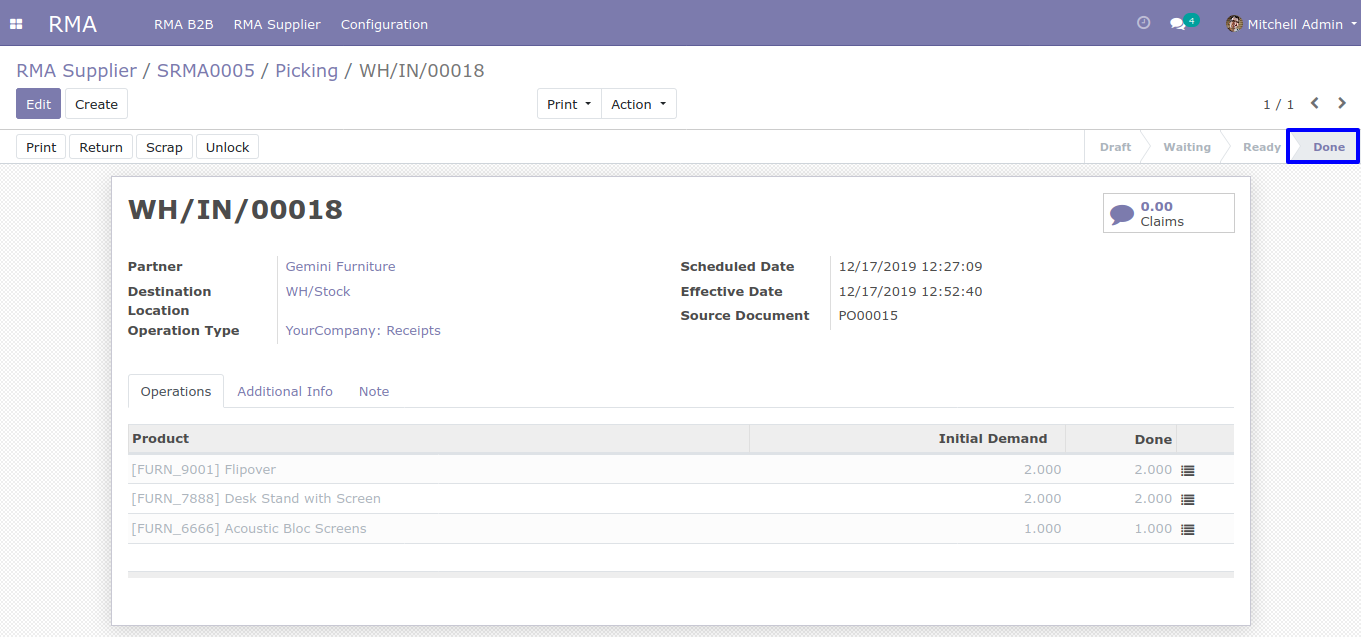 RMA RMA B2B RMA Supplier Configuration 4 Mitchell Admin
RMA Supplier / SRMA0005 / Picking / WH/IN/00018
Edit Create Print Action 1 / 1
Print Return Scrap Unlock Draft Waiting Ready Done
WH/IN/00018
0.00
Claims
Partner Gemini Furniture Scheduled Date 12/17/2019 12:27:09
Destination WH/Stock Effective Date 12/17/2019 12:52:40
Location
Source Document PO00015
Operation Type YourCompany: Receipts
Operations Additional Info Note
Product Initial Demand Done
[FURN_9001] Flipover 2.000 2.000
[FURN_7888] Desk Stand with Screen 2.000 2.000
[FURN_6666] Acoustic Bloc Screens 1.000 1.000